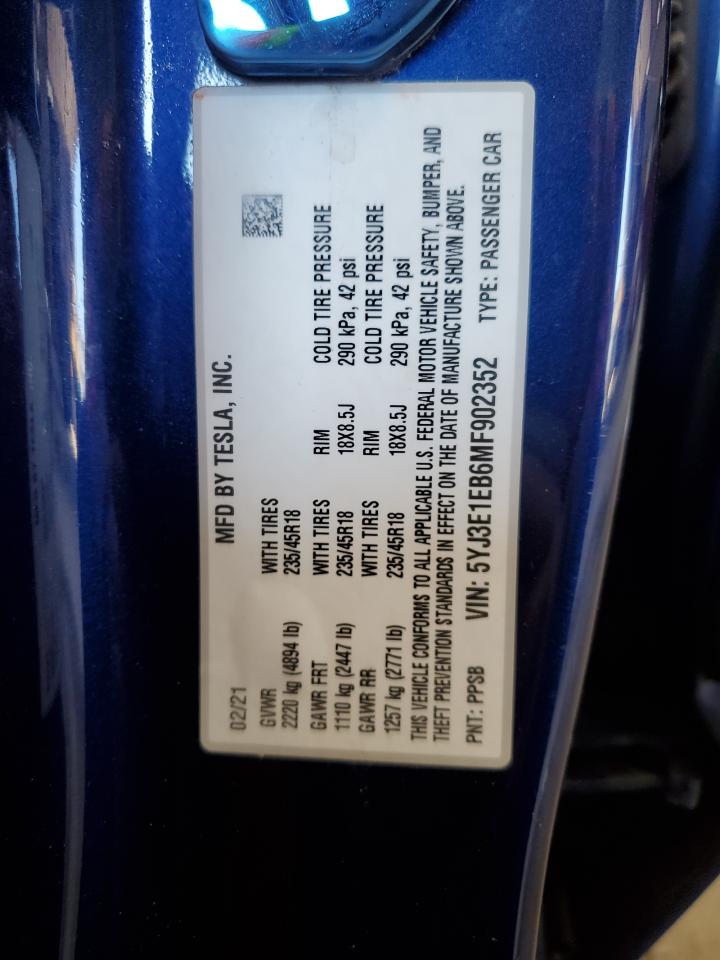 MFD BY TESLA, INC.
02/21
GVWR WITH TIRES
2220 kg (4894 lb) 235/45R18
GAWR FRT WITH TIRES RIM COLD TIRE PRESSURE
1110 kg (2447 lb) 235/45R18 18X8.5J 290 kPa, 42 psi
GAWR RR WITH TIRES RIM COLD TIRE PRESSURE
1257 kg (2771 lb) 235/45R18 18X8.5J 290 kPa, 42 psi
THIS VEHICLE CONFORMS TO ALL APPLICABLE U.S. FEDERAL MOTOR VEHICLE SAFETY, BUMPER, AND
THEFT PREVENTION STANDARDS IN EFFECT ON THE DATE OF MANUFACTURE SHOWN ABOVE.
PNT: PPSB VIN: 5YJ3E1EB6MF902352 TYPE: PASSENGER CAR